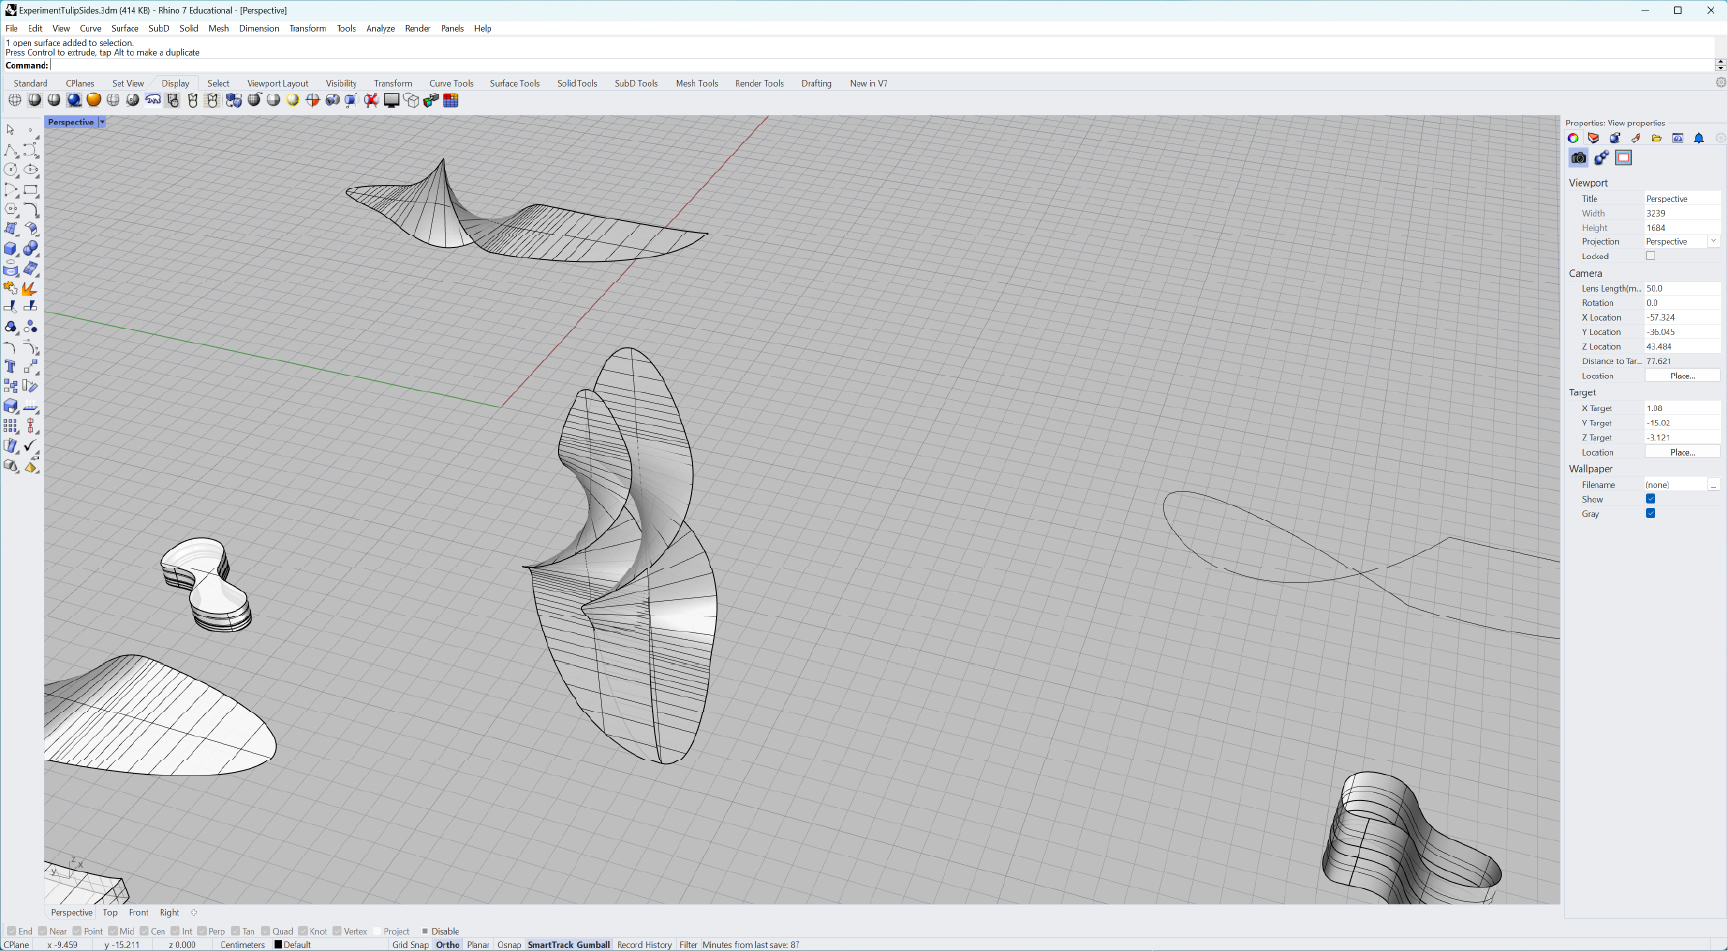 ExperimentTulipSides.3dm (414 KB) - Rhino 7 Educational - [Perspective]
File Edit View Curve Surface SubD Solid Mesh Dimension Transform Tools Analyze Render Panels Help
1 open surface added to selection.
Press Control to extrude, tap Alt to make a duplicate
Command:
Standard CPlanes Set View Display Select Viewport Layout Visibility Transform Curve Tools Surface Tools Solid Tools SubD Tools Mesh Tools Render Tools Drafting New in V7
Perspective
Properties: View properties
Viewport
Title Perspective
Width 3239
Height 1684
Projection Perspective
Locked
Camera
Lens Length(m... 50.0
Rotation 0.0
X Location -57.324
Y Location -36.045
Z Location 43.484
Distance to Tar... 77.621
Location Place...
Target
X Target 1.08
Y Target -15.02
Z Target -3.121
Location Place...
Wallpaper
Filename (none) ...
Show
Gray
z x
y
Perspective Top Front Right
End Near Point Mid Cen Int Perp Tan Quad Knot Vertex Project Disable
CPlane x -9.459 y -15.211 z 0.000 Centimeters Default Grid Snap Ortho Planar Osnap SmartTrack Gumball Record History Filter Minutes from last save: 87